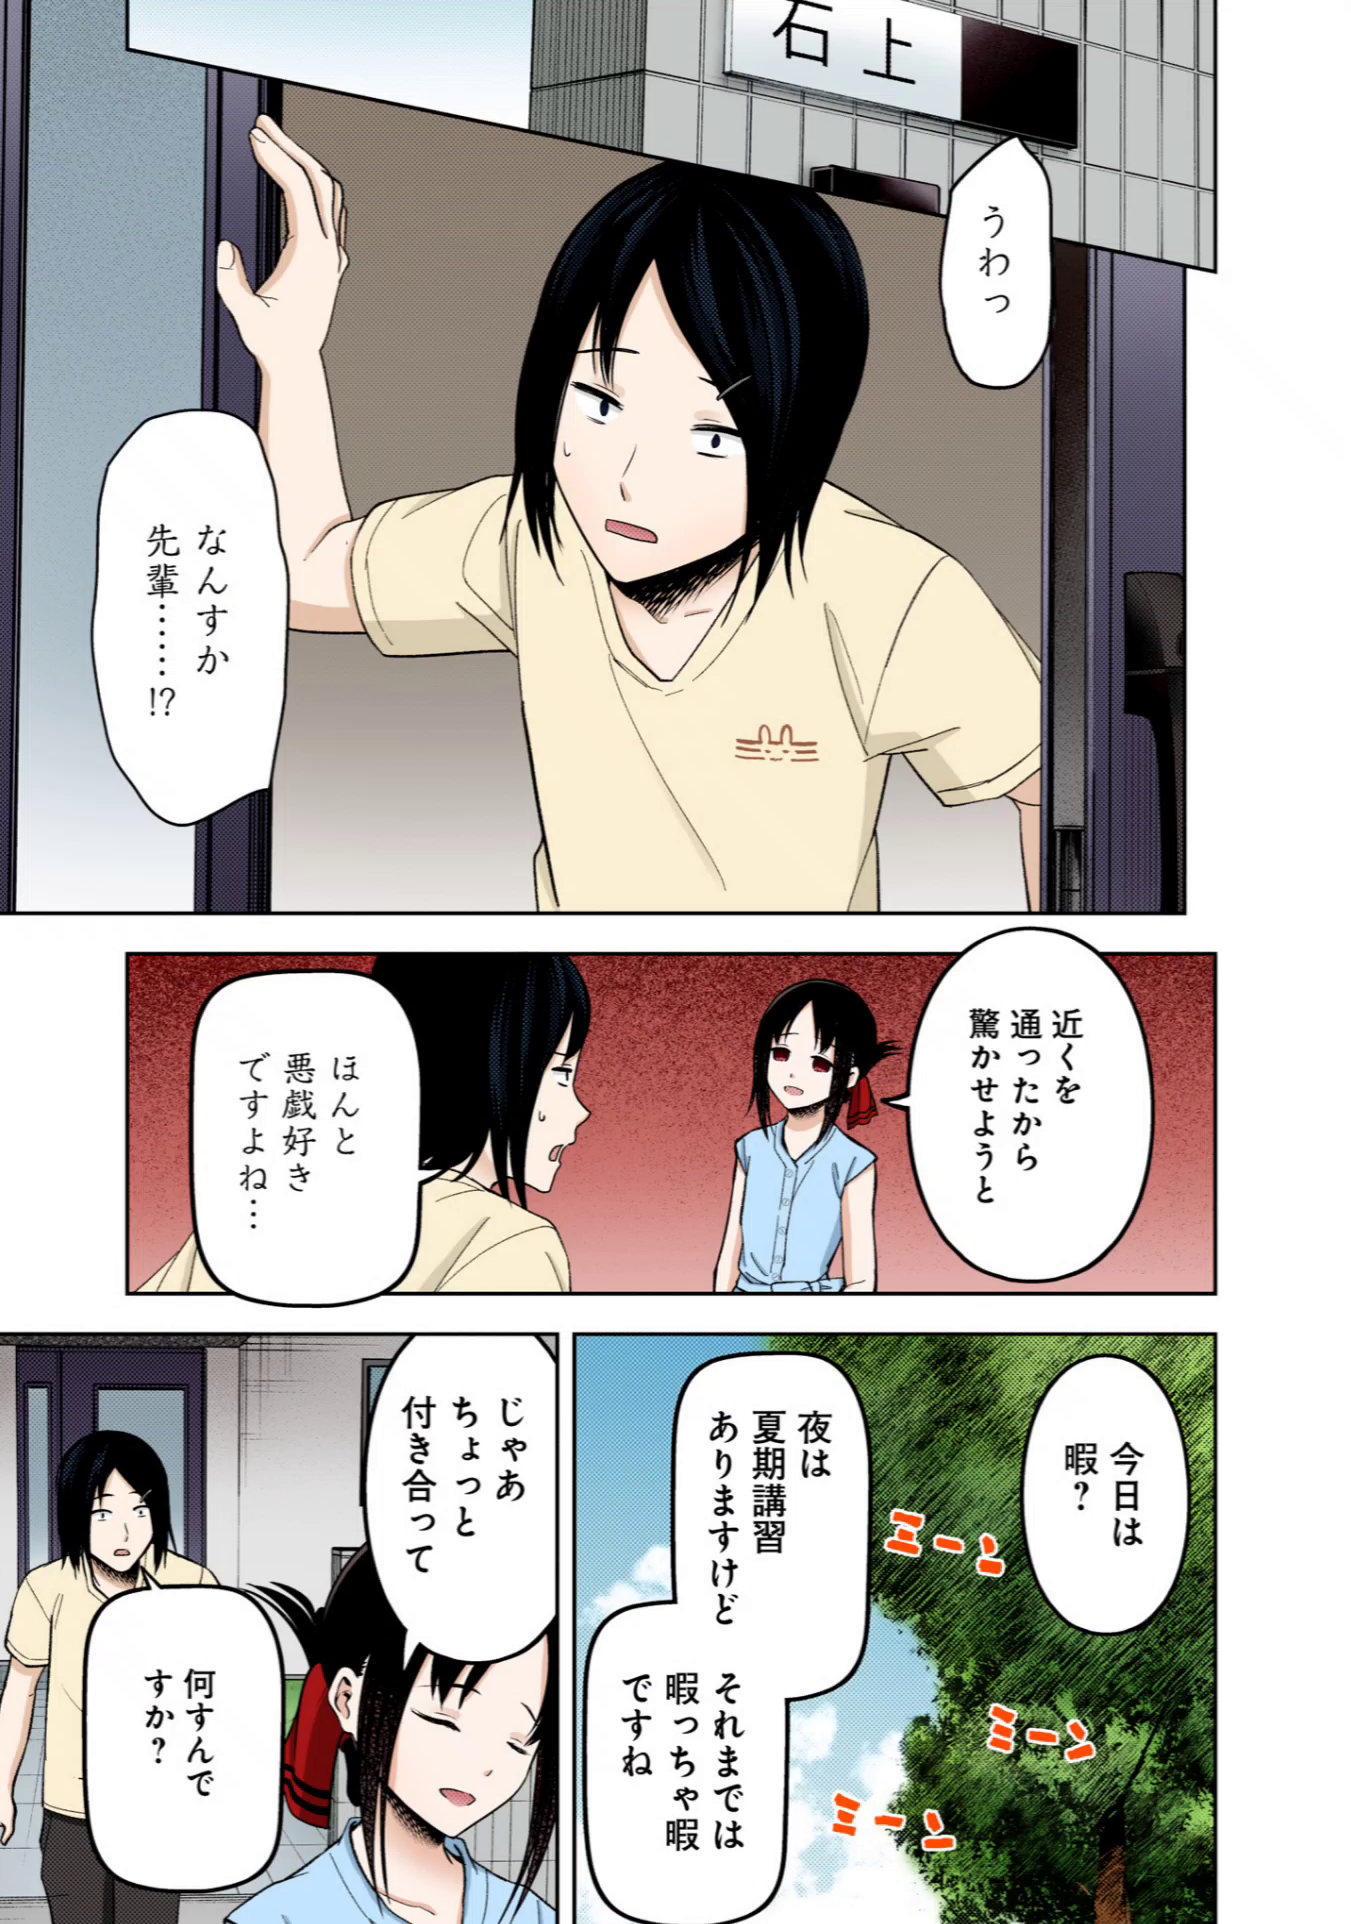 石上
うわっ
なんすか
先輩……!?
近くを
通ったから
驚かせようと
ほんと
悪戯好き
ですよね…
今日は
暇?
夜は
夏期講習
ありますけど
それまでは
暇っちゃ暇
ですね
ミーン
ミーン
ミーン
じゃあ
ちょっと
付き合って
何すんで
すか?